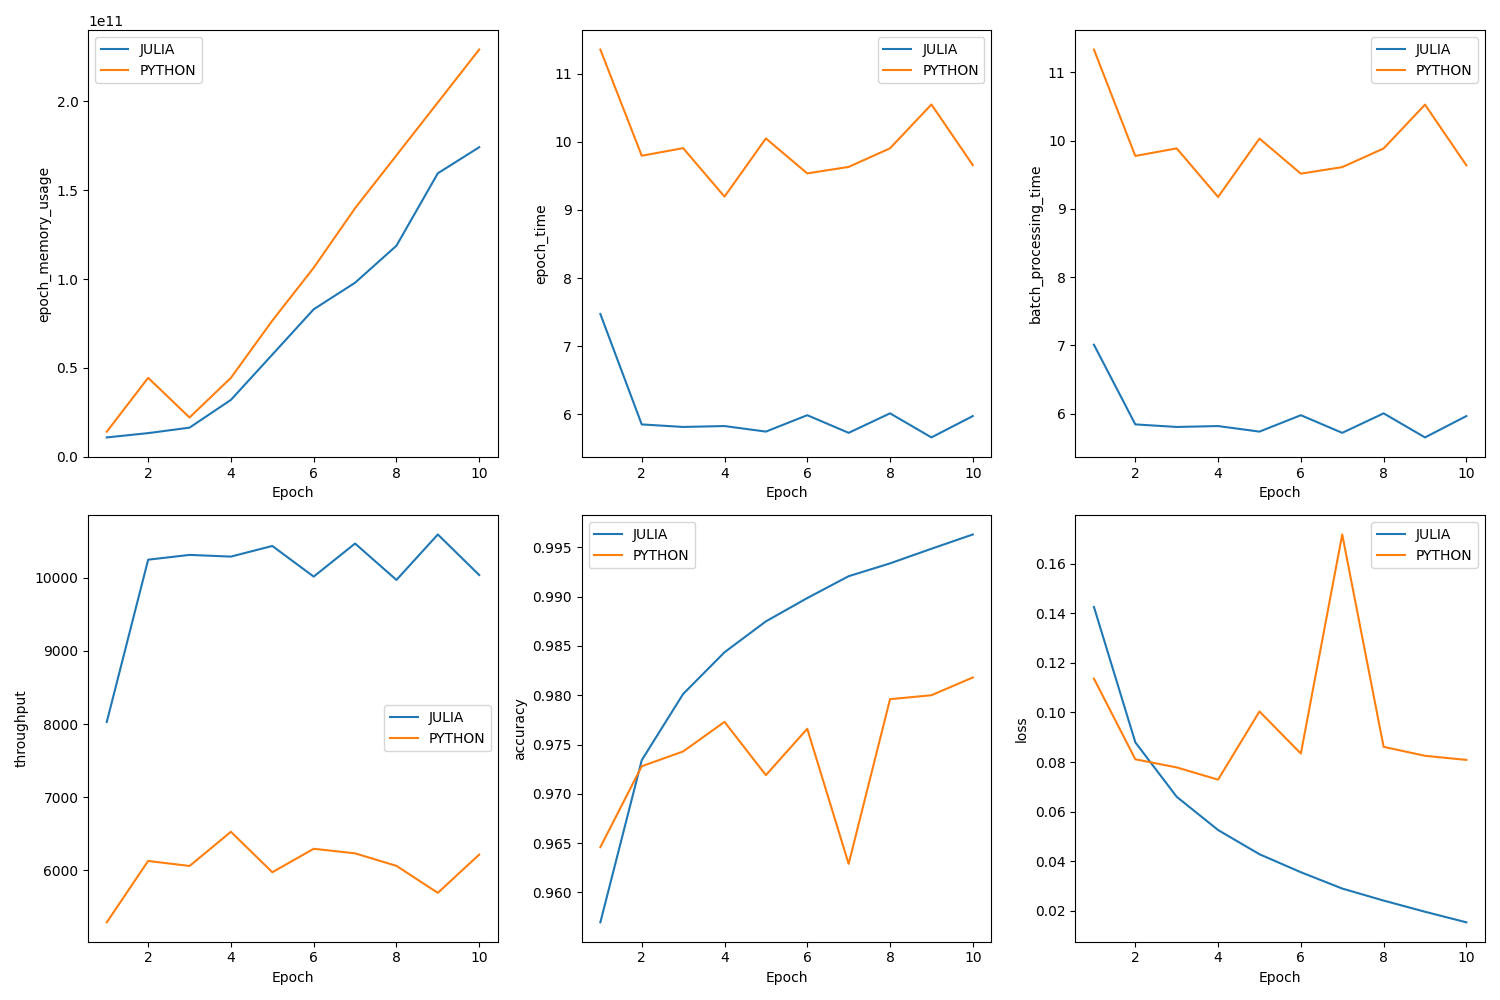 1e11
JULIA
PYTHON
2.0
1.5
1.0
0.5
0.0
epoch_memory_usage
2 4 6 8 10
Epoch
JULIA
PYTHON
11
10
9
8
7
6
epoch_time
2 4 6 8 10
Epoch
JULIA
PYTHON
11
10
9
8
7
6
batch_processing_time
2 4 6 8 10
Epoch
10000
9000
8000
7000
6000
throughput
JULIA
PYTHON
2 4 6 8 10
Epoch
JULIA
PYTHON
0.995
0.990
0.985
0.980
0.975
0.970
0.965
0.960
accuracy
2 4 6 8 10
Epoch
JULIA
PYTHON
0.16
0.14
0.12
0.10
0.08
0.06
0.04
0.02
loss
2 4 6 8 10
Epoch